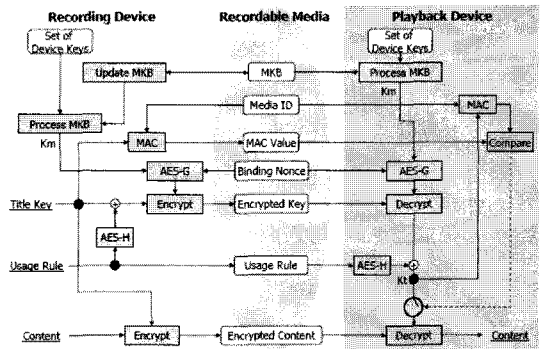 Recording Device Recordable Media Playback Device
Set of Device Keys
Set of Device Keys
Update MKB MKB Process MKB
Km
Media ID MAC
Process MKB
Km
MAC MAC Value Compare
AES-G Binding Nonce AES-G
Title Key Encrypt Encrypted Key Decrypt
AES-H
Usage Rule Usage Rule AES-H
Kt
Content Encrypt Encrypted Content Decrypt Content